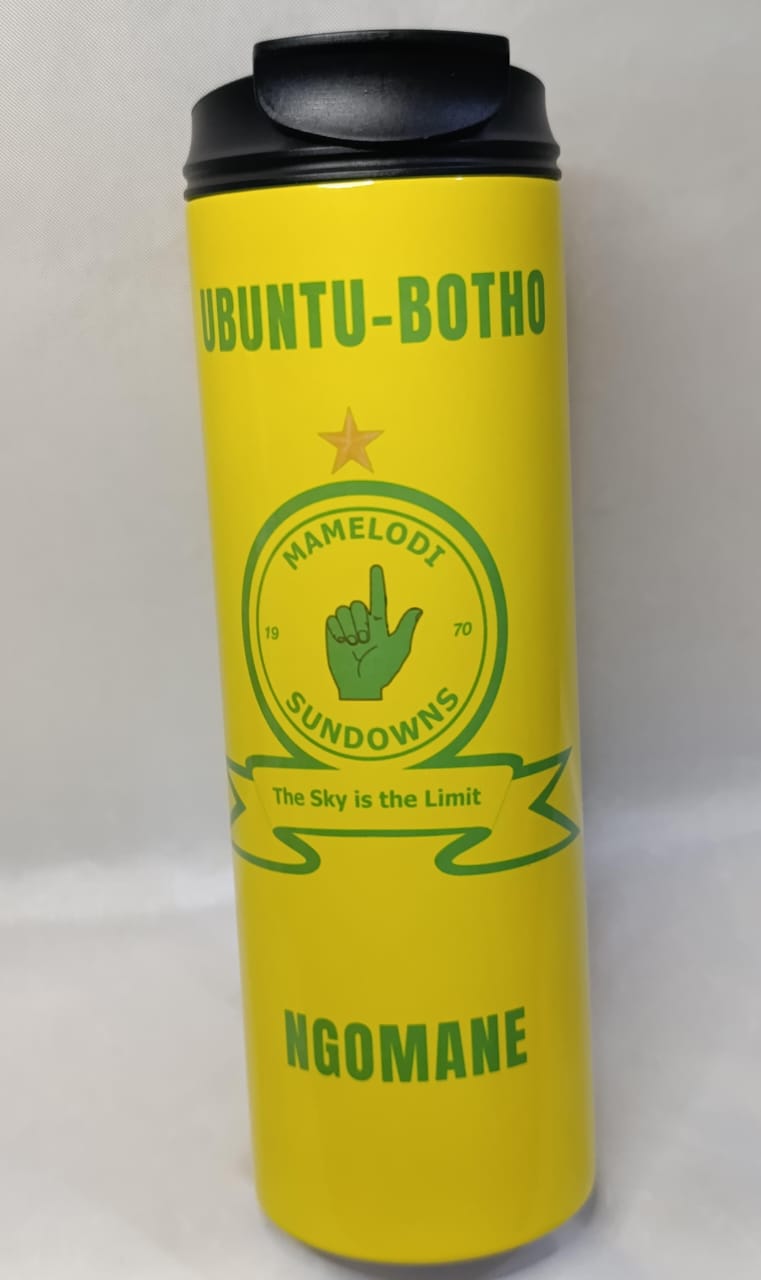 UBUNTU-BOTHO
MAMELODI
19 70
SUNDOWNS
The Sky is the Limit
NGOMANE